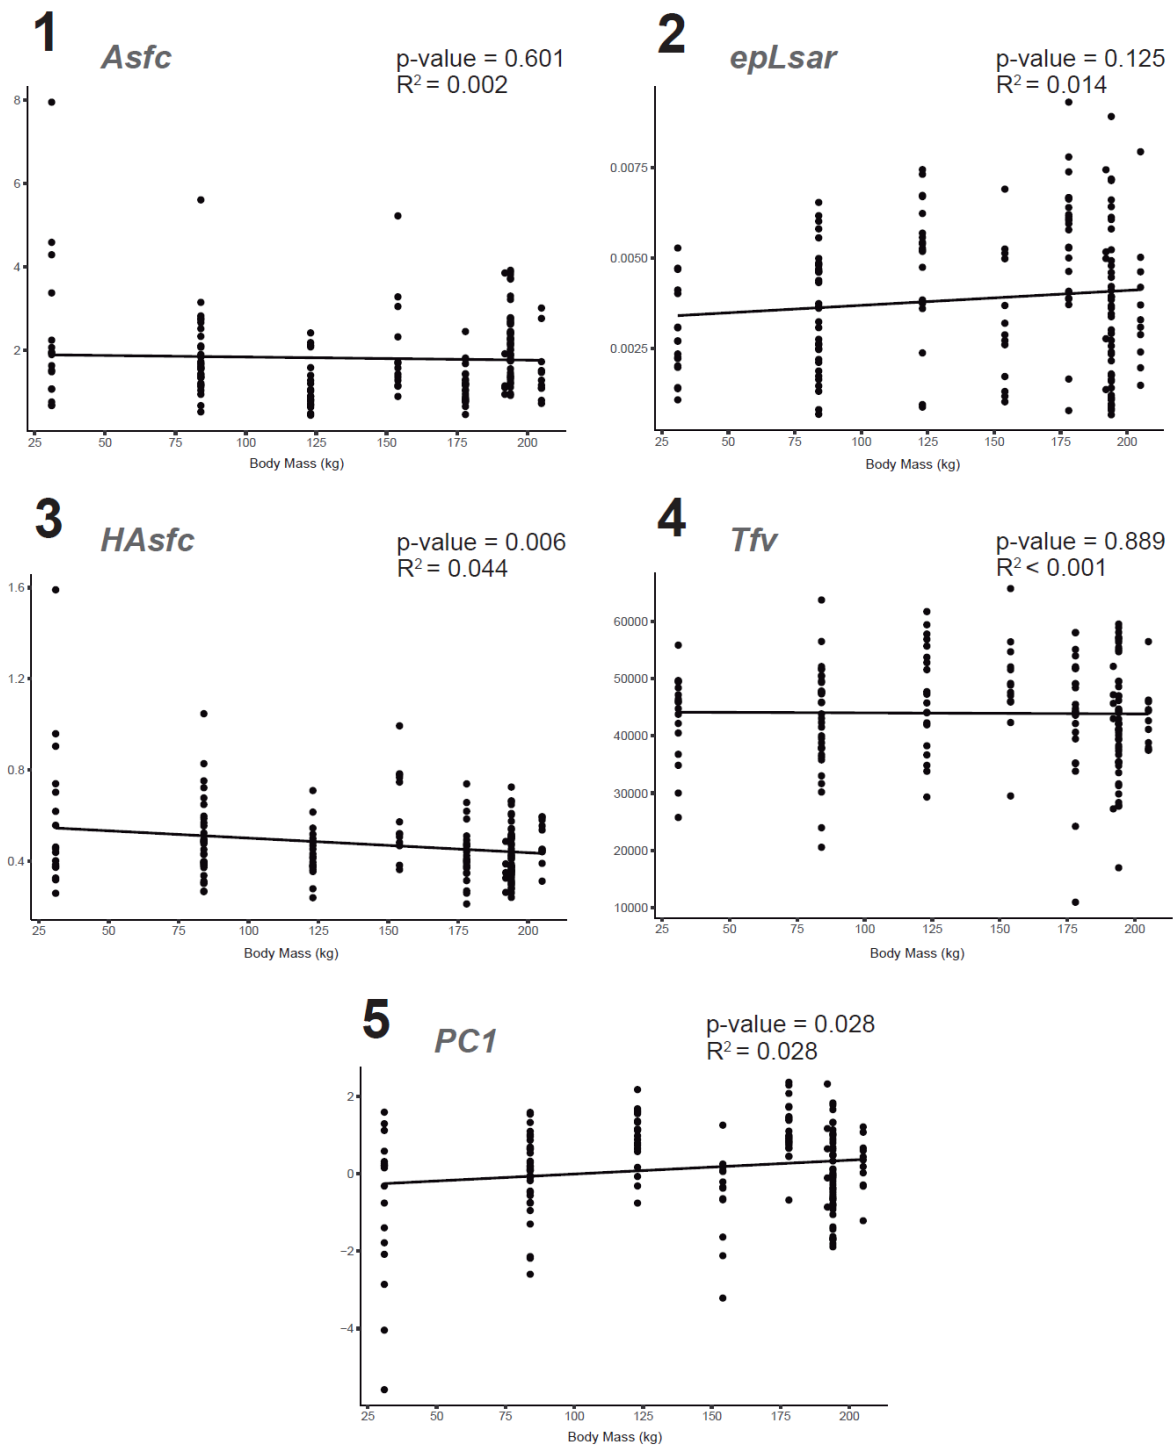 1
Asfc
p-value = 0.601
R² = 0.002
8
6
4
2
25 50 75 100 125 150 175 200
Body Mass (kg)
2
epLsar
p-value = 0.125
R² = 0.014
0.0075
0.0050
0.0025
25 50 75 100 125 150 175 200
Body Mass (kg)
3
HAsfc
p-value = 0.006
R² = 0.044
1.6
1.2
0.8
0.4
25 50 75 100 125 150 175 200
Body Mass (kg)
4
Tfv
p-value = 0.889
R² < 0.001
60000
50000
40000
30000
20000
10000
25 50 75 100 125 150 175 200
Body Mass (kg)
5
PC1
p-value = 0.028
R² = 0.028
2
0
−2
−4
25 50 75 100 125 150 175 200
Body Mass (kg)